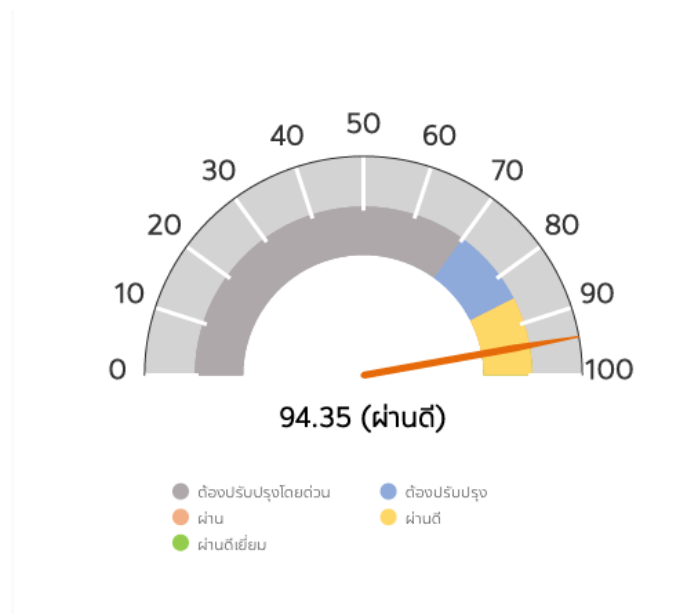 50
40 60
30 70
20 80
10 90
0 100
94.35 (ผ่านดี)
ต้องปรับปรุงโดยด่วน ต้องปรับปรุง
ผ่าน ผ่านดี
ผ่านดีเยี่ยม